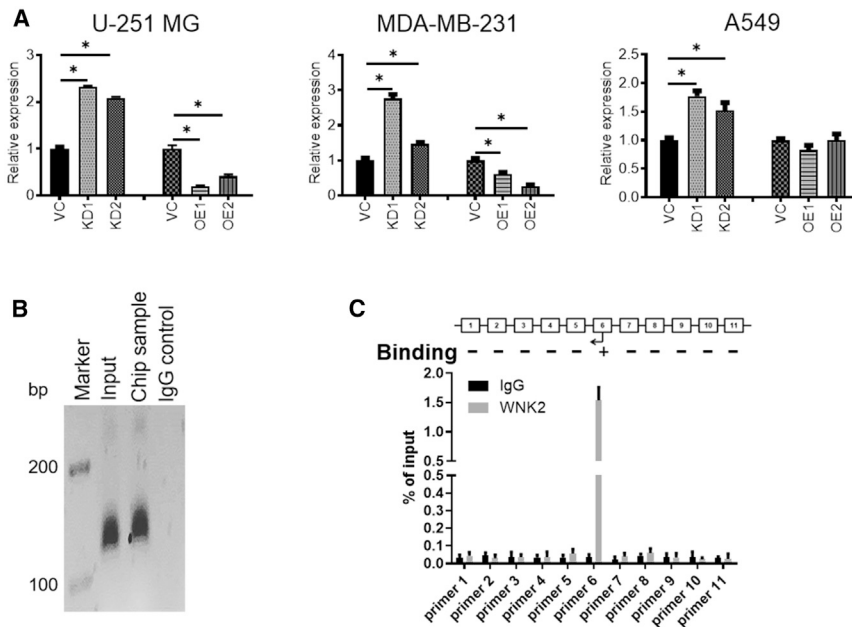 A
U-251 MG
MDA-MB-231
A549
Relative expression
3
2
1
0
*
*
*
*
VC
KD1
KD2
VC
OE1
OE2
Relative expression
4
3
2
1
0
*
*
*
*
VC
KD1
KD2
VC
OE1
OE2
Relative expression
2.5
2.0
1.5
1.0
0.5
0.0
*
*
VC
KD1
KD2
VC
OE1
OE2
B
bp
Marker
Input
Chip sample
IgG control
200
100
C
1 2 3 4 5 6 7 8 9 10 11
Binding - - - - - + - - - - -
IgG
WNK2
% of input
2.0
1.5
1.0
0.5
0.5
0.4
0.3
0.2
0.1
0.0
primer 1
primer 2
primer 3
primer 4
primer 5
primer 6
primer 7
primer 8
primer 9
primer 10
primer 11